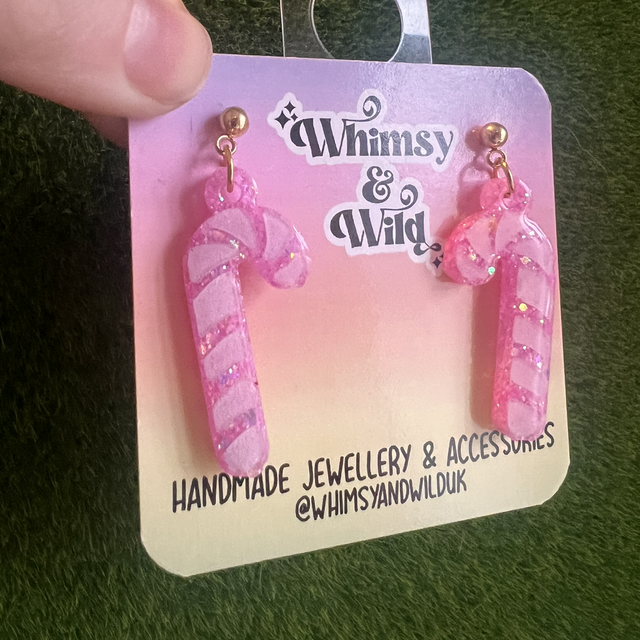 Whimsy
&
Wild
HANDMADE JEWELLERY & ACCESSORIES
@WHIMSYANDWILDUK